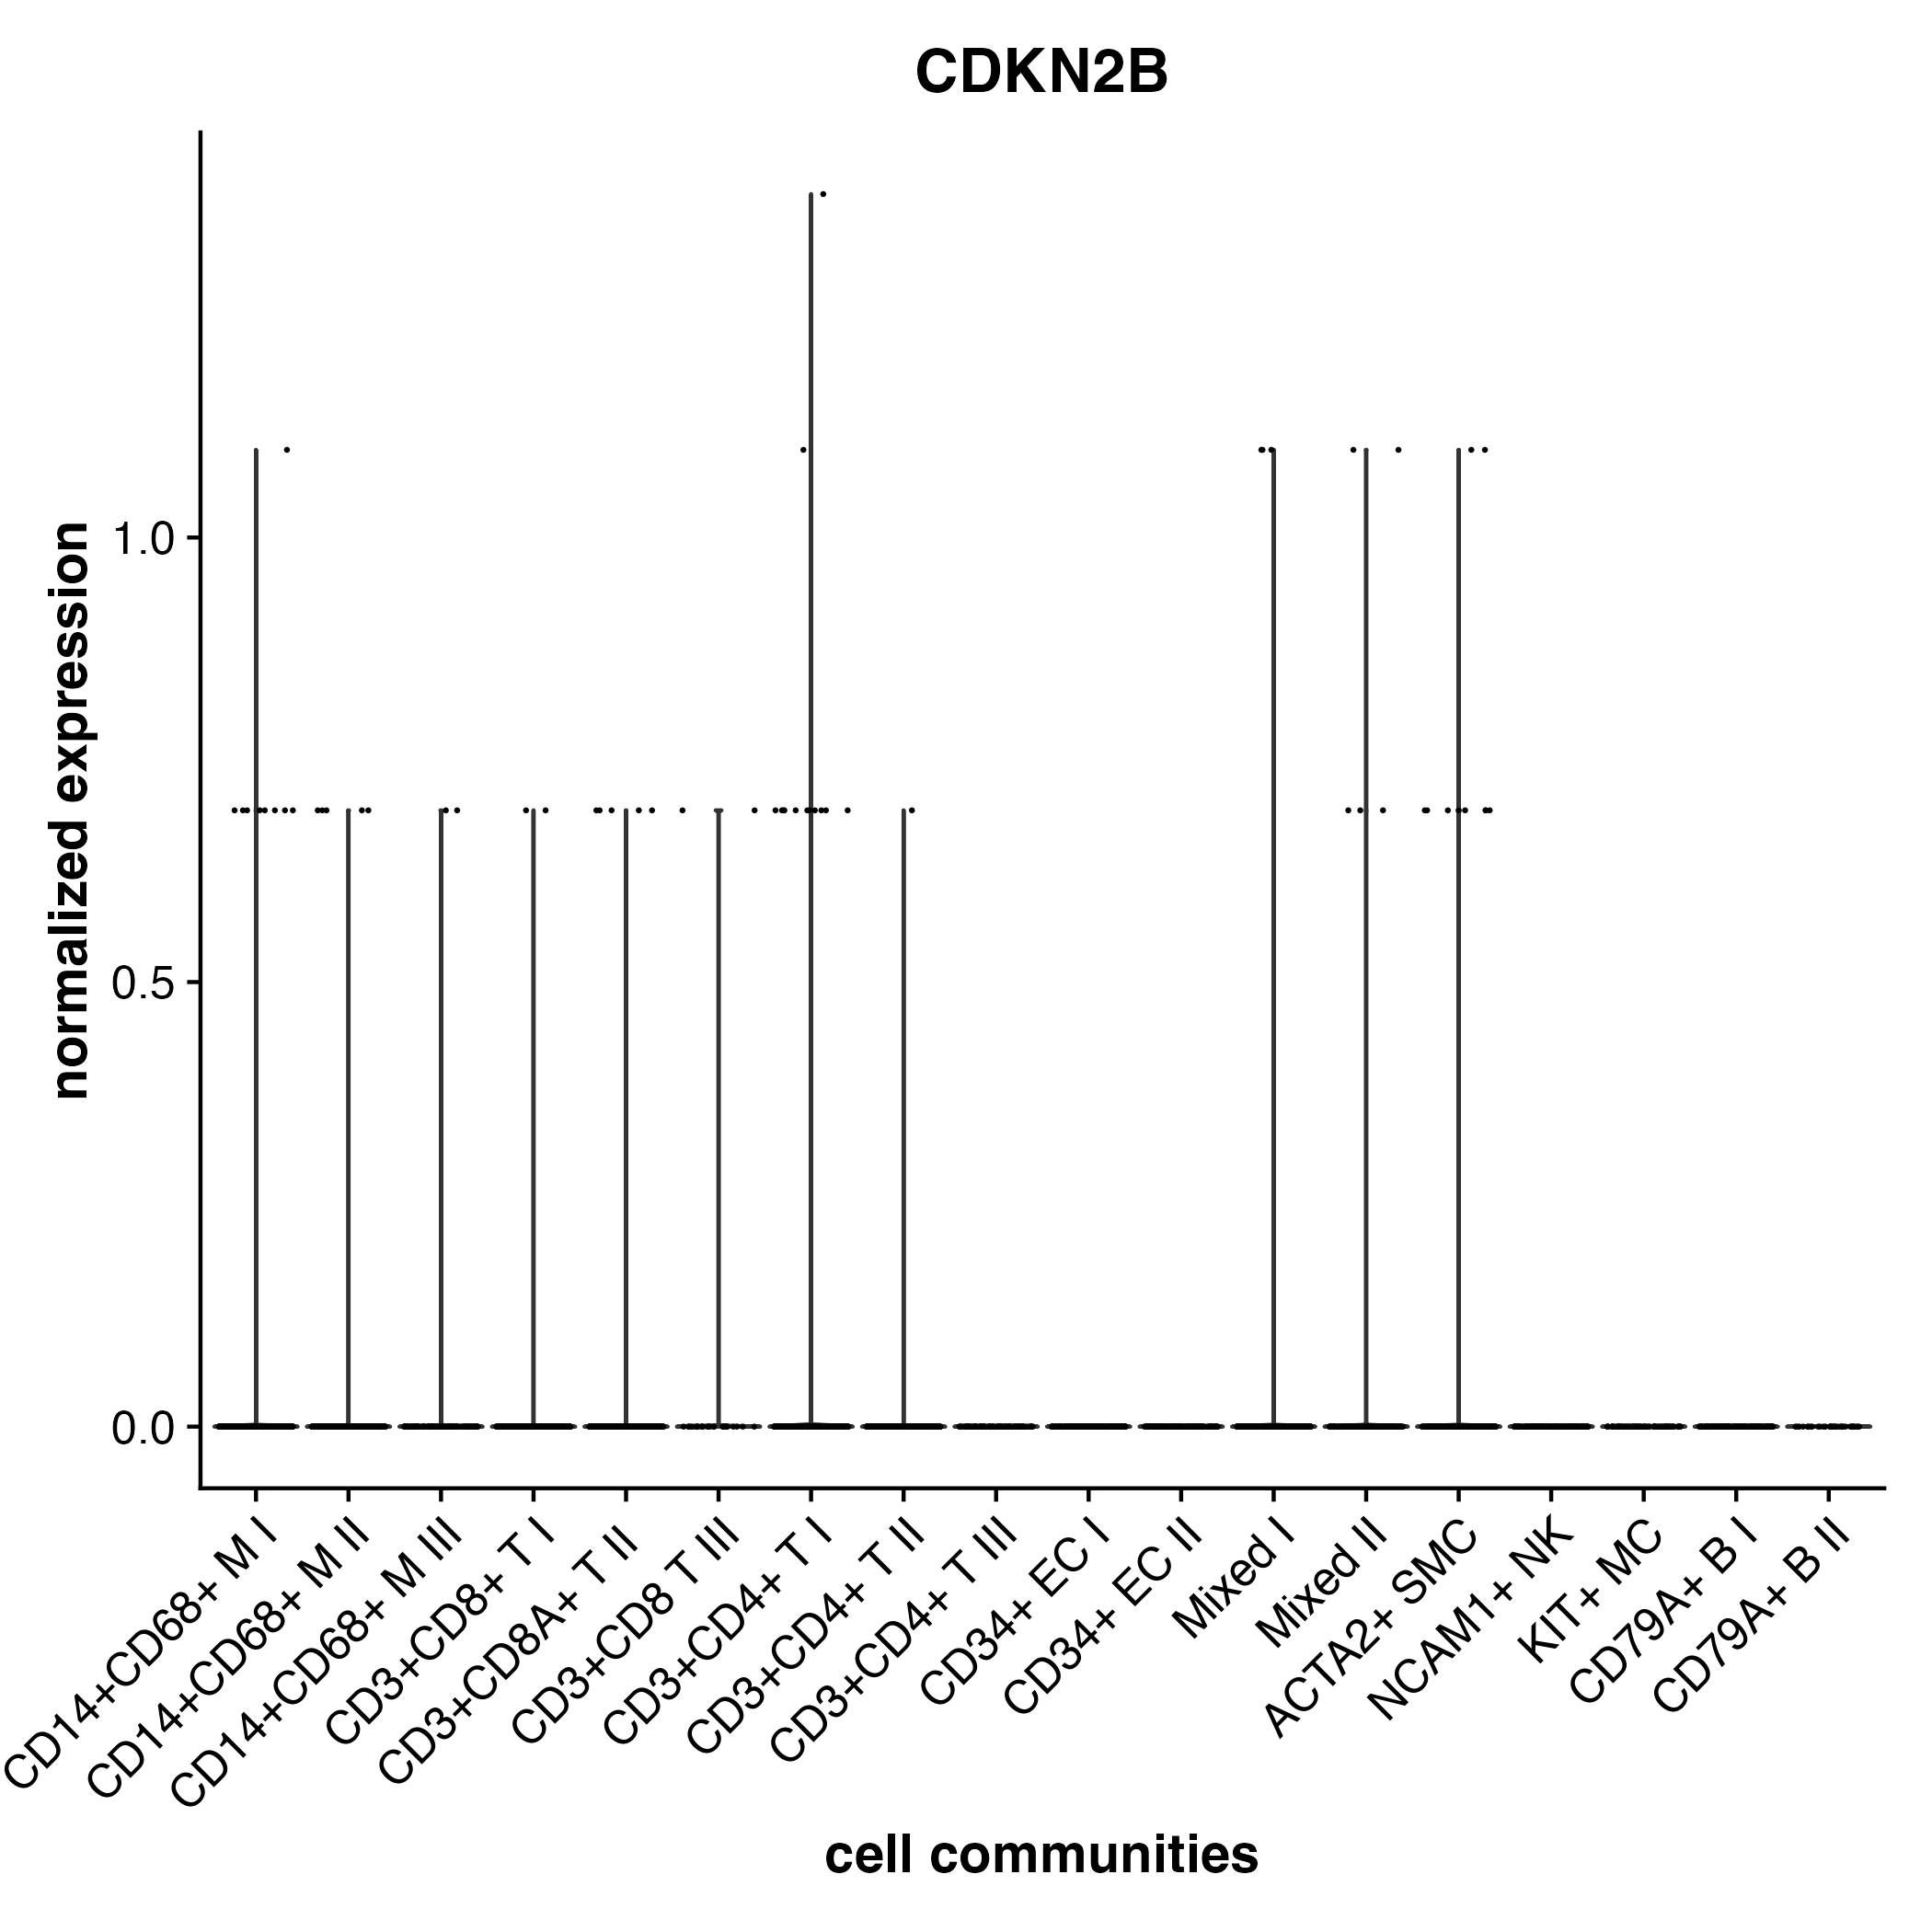 CDKN2B
normalized expression
1.0
0.5
0.0
CD14+CD68+ M I
CD14+CD68+ M II
CD14+CD68+ M III
CD3+CD8+ T I
CD3+CD8A+ T II
CD3+CD8 T III
CD3+CD4+ T I
CD3+CD4+ T II
CD3+CD4+ T III
CD34+ EC I
CD34+ EC II
Mixed I
Mixed II
ACTA2+ SMC
NCAM1+ NK
KIT+ MC
CD79A+ B I
CD79A+ B II
cell communities